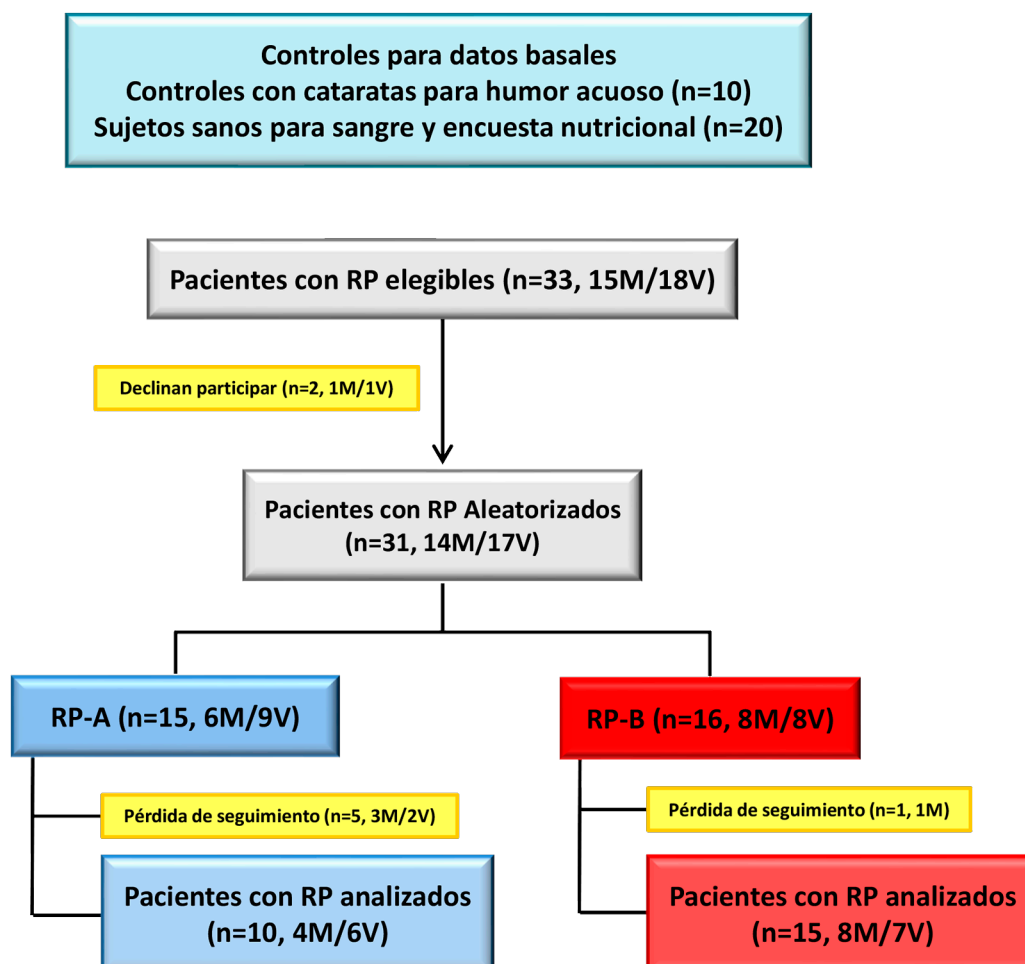 Controles para datos basales
Controles con cataratas para humor acuoso (n=10)
Sujetos sanos para sangre y encuesta nutricional (n=20)
Pacientes con RP elegibles (n=33, 15M/18V)
Declinan participar (n=2, 1M/1V)
Pacientes con RP Aleatorizados
(n=31, 14M/17V)
RP-A (n=15, 6M/9V)
RP-B (n=16, 8M/8V)
Pérdida de seguimiento (n=5, 3M/2V)
Pérdida de seguimiento (n=1, 1M)
Pacientes con RP analizados
(n=10, 4M/6V)
Pacientes con RP analizados
(n=15, 8M/7V)